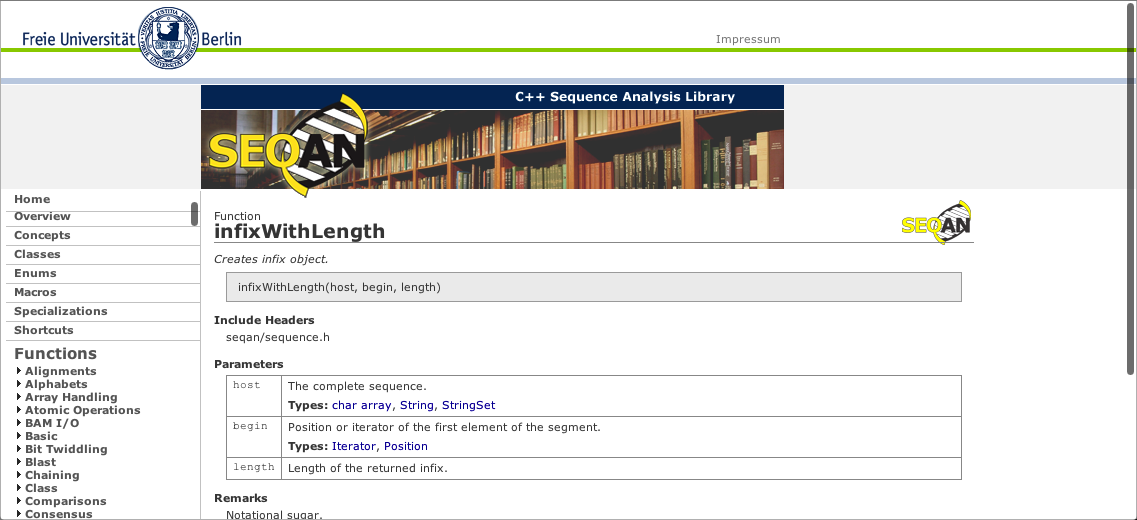 Freie Universität Berlin
Impressum
C++ Sequence Analysis Library
SEQAN
Home
Overview
Concepts
Classes
Enums
Macros
Specializations
Shortcuts
Functions
Alignments
Alphabets
Array Handling
Atomic Operations
BAM I/O
Basic
Bit Twiddling
Blast
Chaining
Class
Comparisons
Consensus
Function
infixWithLength
SEQAN
Creates infix object.
infixWithLength(host, begin, length)
Include Headers
seqan/sequence.h
Parameters
host The complete sequence.
Types: char array, String, StringSet
begin Position or iterator of the first element of the segment.
Types: Iterator, Position
length Length of the returned infix.
Remarks
Notational sugar.